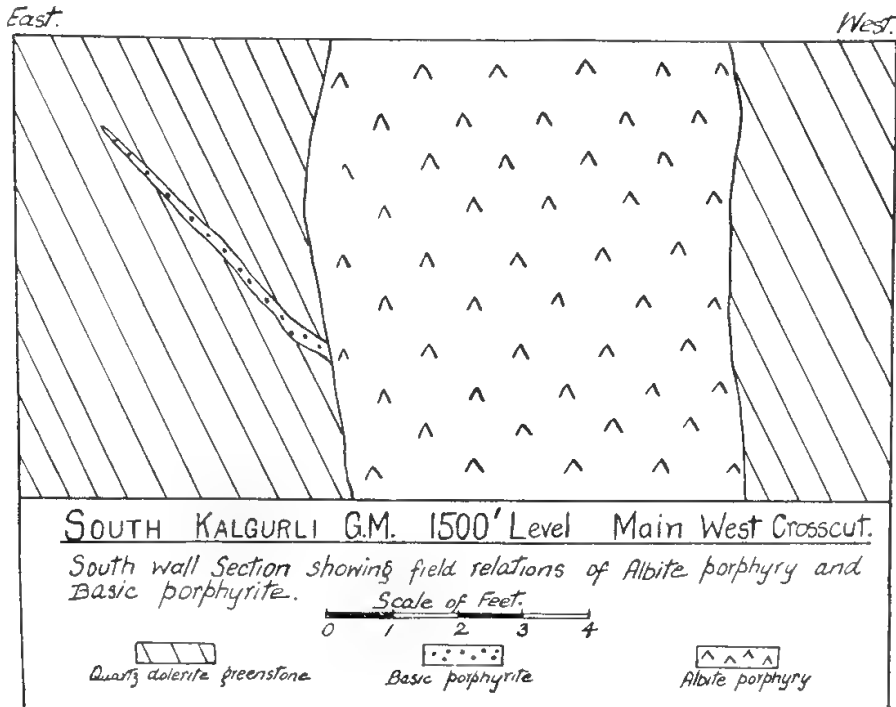 East. West.
SOUTH KALGURLI G.M. 1500' Level Main West Crosscut.
South wall Section showing field relations of Albite porphyry and
Basic porphyrite.
Scale of Feet.
0 1 2 3 4
Quartz dolerite greenstone Basic porphyrite Albite porphyry